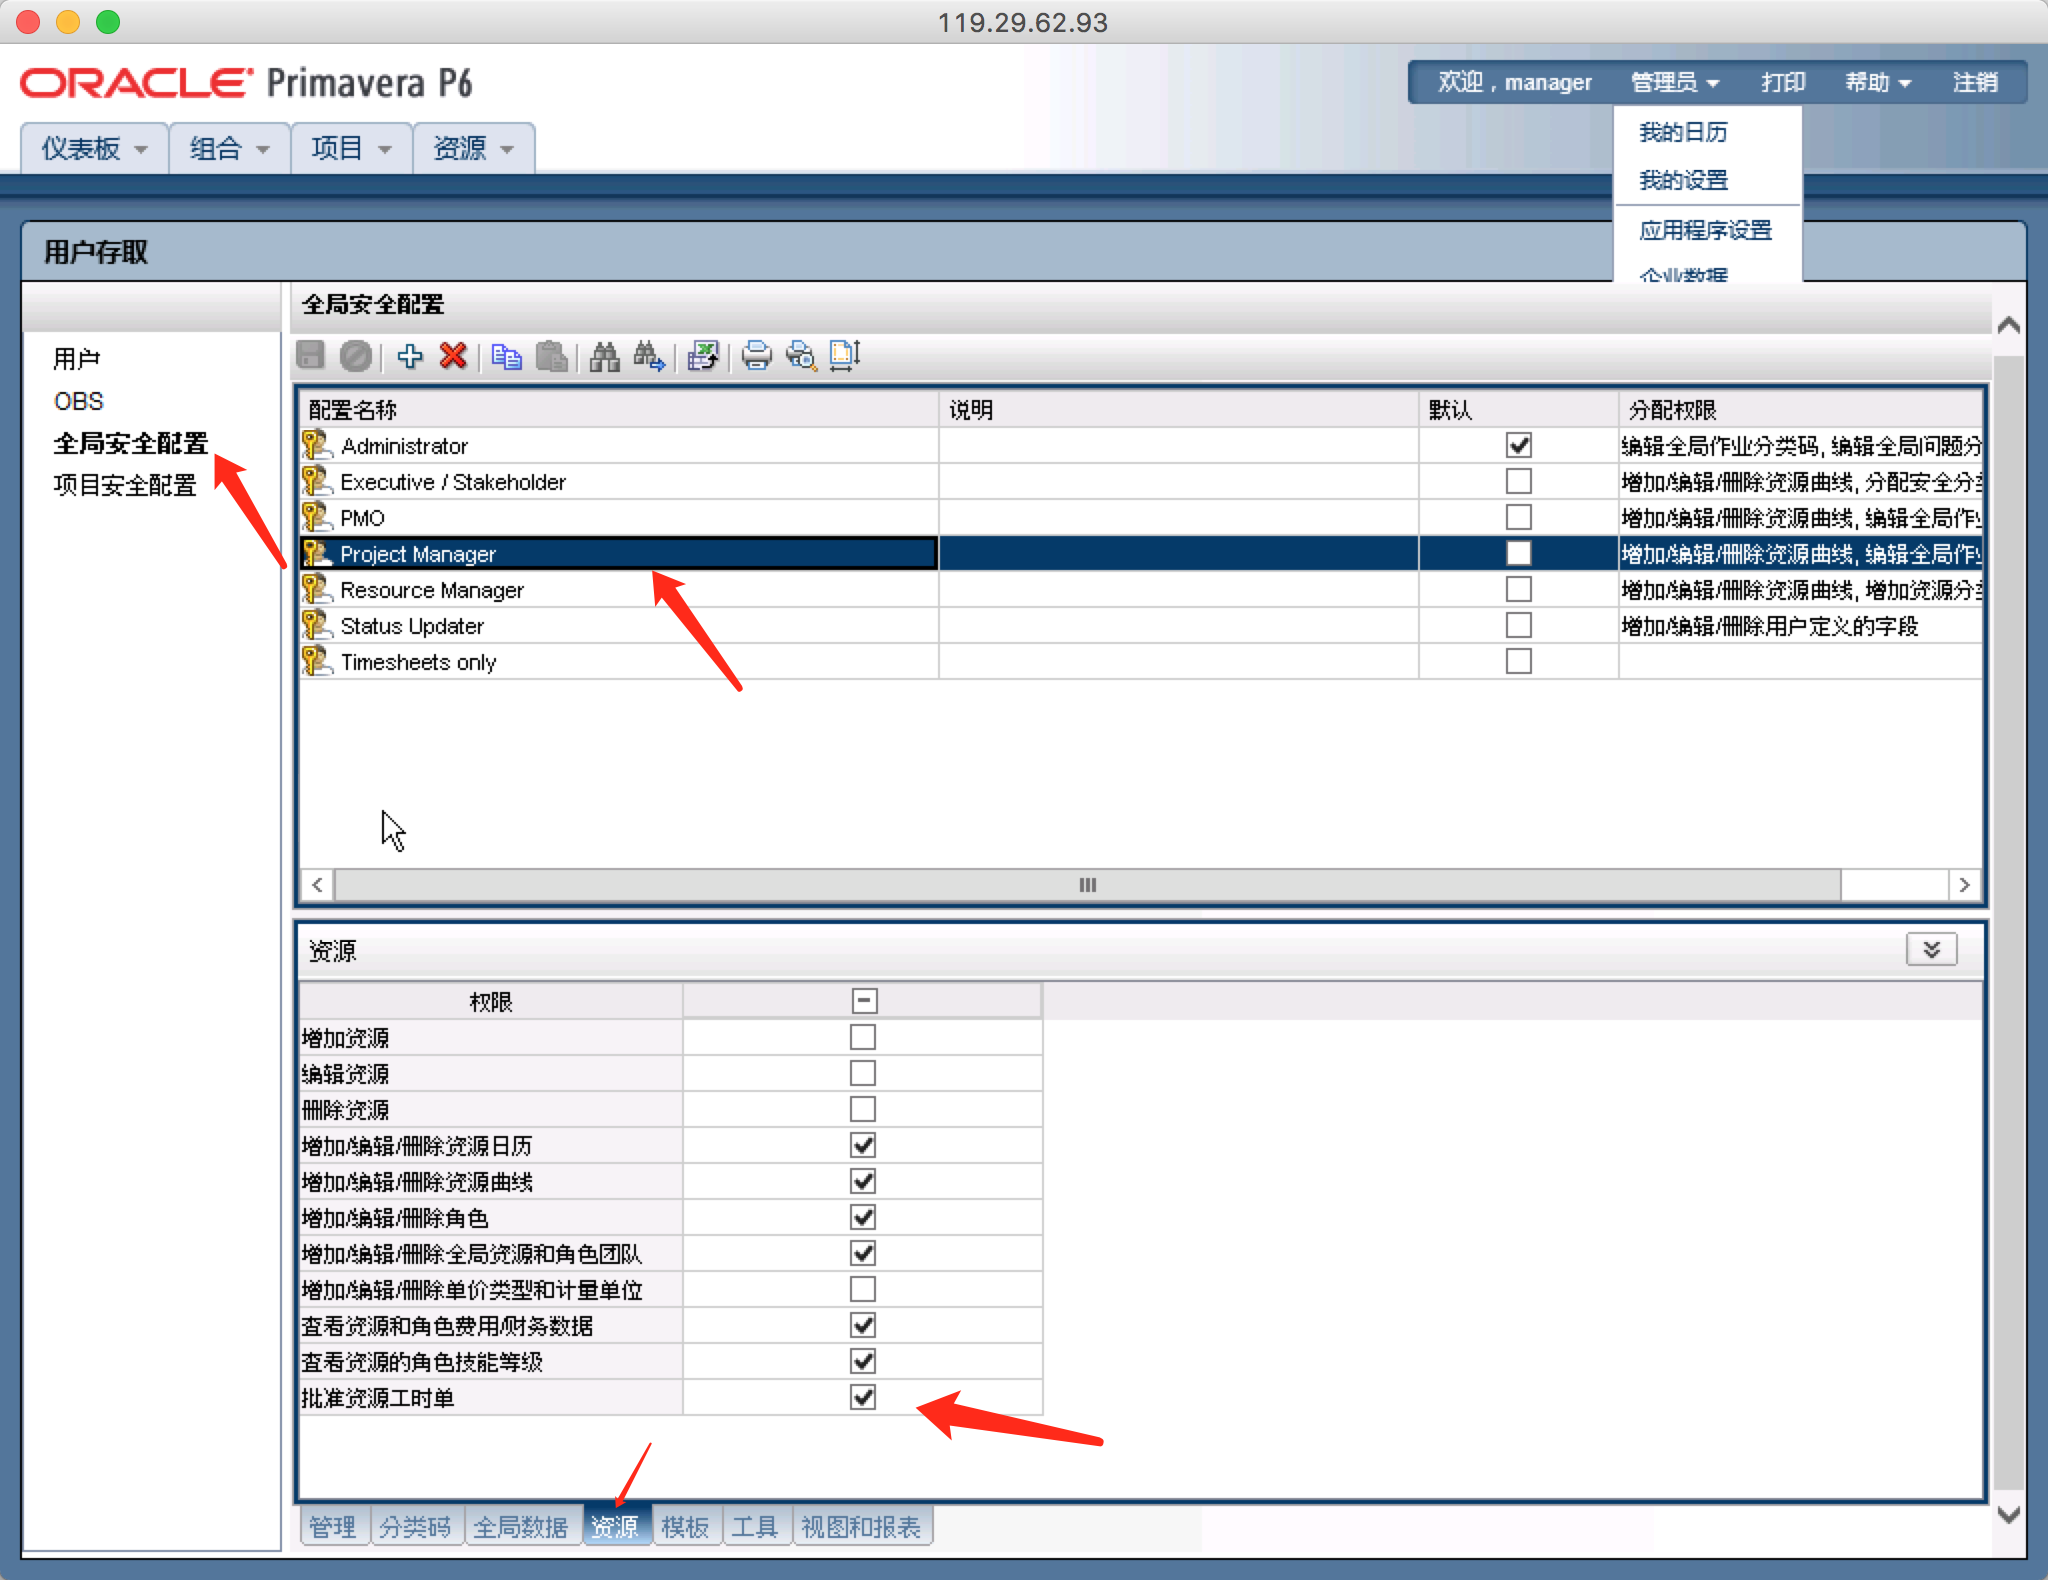 119.29.62.93
ORACLE Primavera P6
欢迎，manager 管理员 打印 帮助 注销
仪表板 组合 项目 资源
我的日历
我的设置
应用程序设置
企业数据
用户存取
用户
OBS
全局安全配置
项目安全配置
全局安全配置
配置名称 说明 默认 分配权限
Administrator 编辑全局作业分类码, 编辑全局问题分
Executive / Stakeholder 增加/编辑/删除资源曲线, 分配安全分类
PMO 增加/编辑/删除资源曲线, 编辑全局作业
Project Manager 增加/编辑/删除资源曲线, 编辑全局作业
Resource Manager 增加/编辑/删除资源曲线, 增加资源分类
Status Updater 增加/编辑/删除用户定义的字段
Timesheets only
资源
权限
增加资源
编辑资源
删除资源
增加/编辑/删除资源日历
增加/编辑/删除资源曲线
增加/编辑/删除角色
增加/编辑/删除全局资源和角色团队
增加/编辑/删除单价类型和计量单位
查看资源和角色费用/财务数据
查看资源的角色技能等级
批准资源工时单
管理 分类码 全局数据 资源 模板 工具 视图和报表